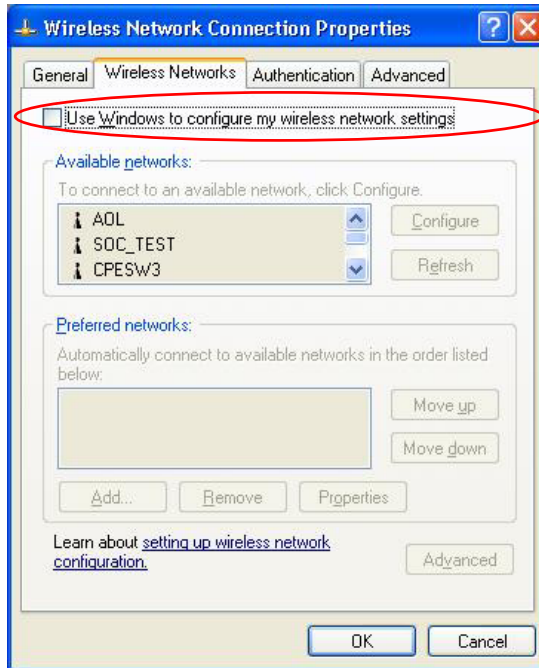 Wireless Network Connection Properties
General Wireless Networks Authentication Advanced
Use Windows to configure my wireless network settings
Available networks:
To connect to an available network, click Configure.
AOL
SOC_TEST
CPESW3
Configure
Refresh
Preferred networks:
Automatically connect to available networks in the order listed
below:
Move up
Move down
Add... Remove Properties
Learn about setting up wireless network
configuration.
Advanced
OK Cancel